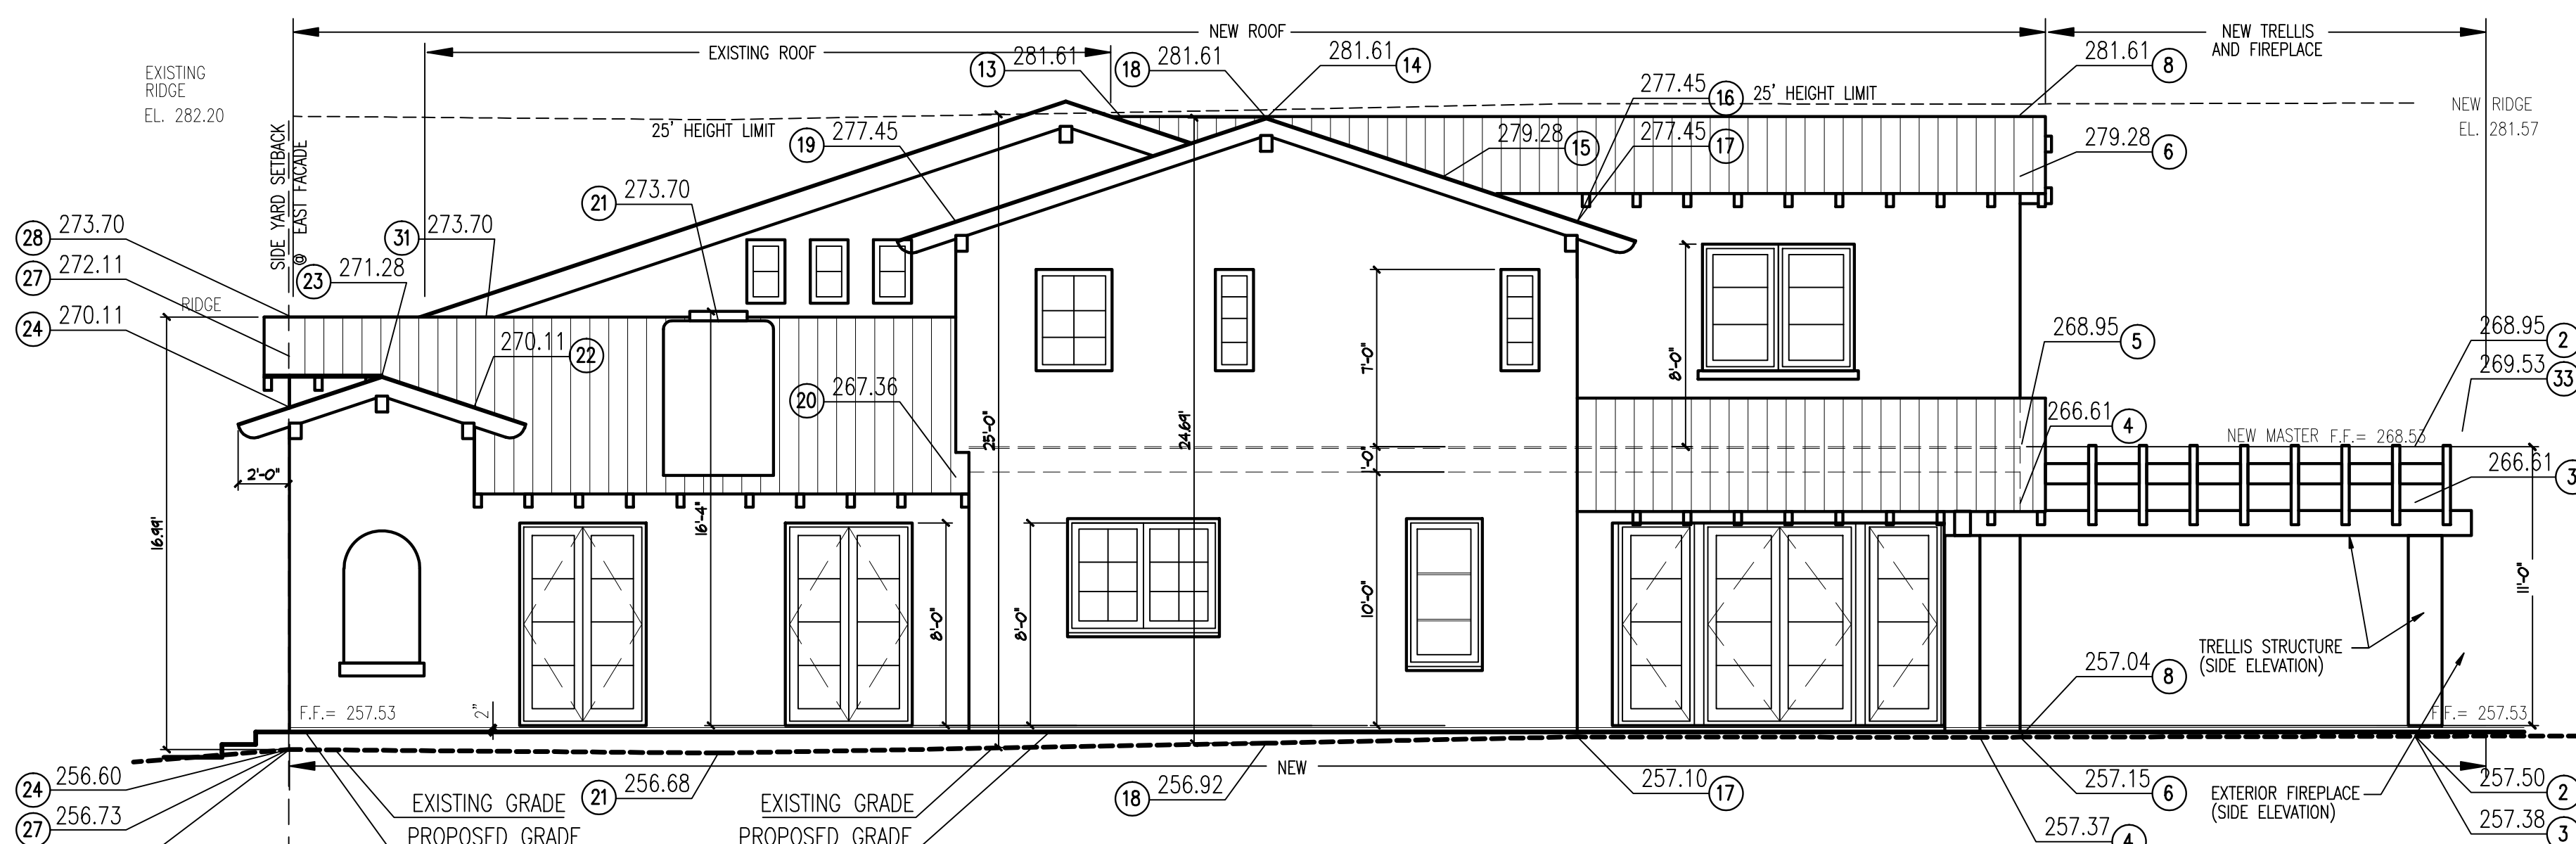 NEW ROOF
NEW TRELLIS
AND FIREPLACE
EXISTING ROOF
EXISTING
RIDGE
EL. 282.20
13 281.61
18 281.61
281.61 14
281.61 8
277.45 16
25' HEIGHT LIMIT
NEW RIDGE
EL. 281.57
25' HEIGHT LIMIT
19 277.45
279.28 15
277.45 17
279.28 6
SIDE YARD SETBACK
@ EAST FACADE
21 273.70
28 273.70
31 273.70
27 272.11
23 271.28
24 270.11
RIDGE
270.11 22
20 267.36
7'-0"
8'-0"
268.95 5
268.95 2
269.53 33
266.61 4
25'-0"
24.69'
NEW MASTER F.F.= 268.53
266.61 3
2'-0"
16.99'
16'-4"
8'-0"
8'-0"
10'-0"
11'-0"
TRELLIS STRUCTURE
(SIDE ELEVATION)
257.04 8
F.F.= 257.53
2"
F.F.= 257.53
NEW
24 256.60
27 256.73
EXISTING GRADE
PROPOSED GRADE
21 256.68
EXISTING GRADE
PROPOSED GRADE
18 256.92
257.10 17
257.15 6
EXTERIOR FIREPLACE
(SIDE ELEVATION)
257.50 2
257.38 3
257.37 4